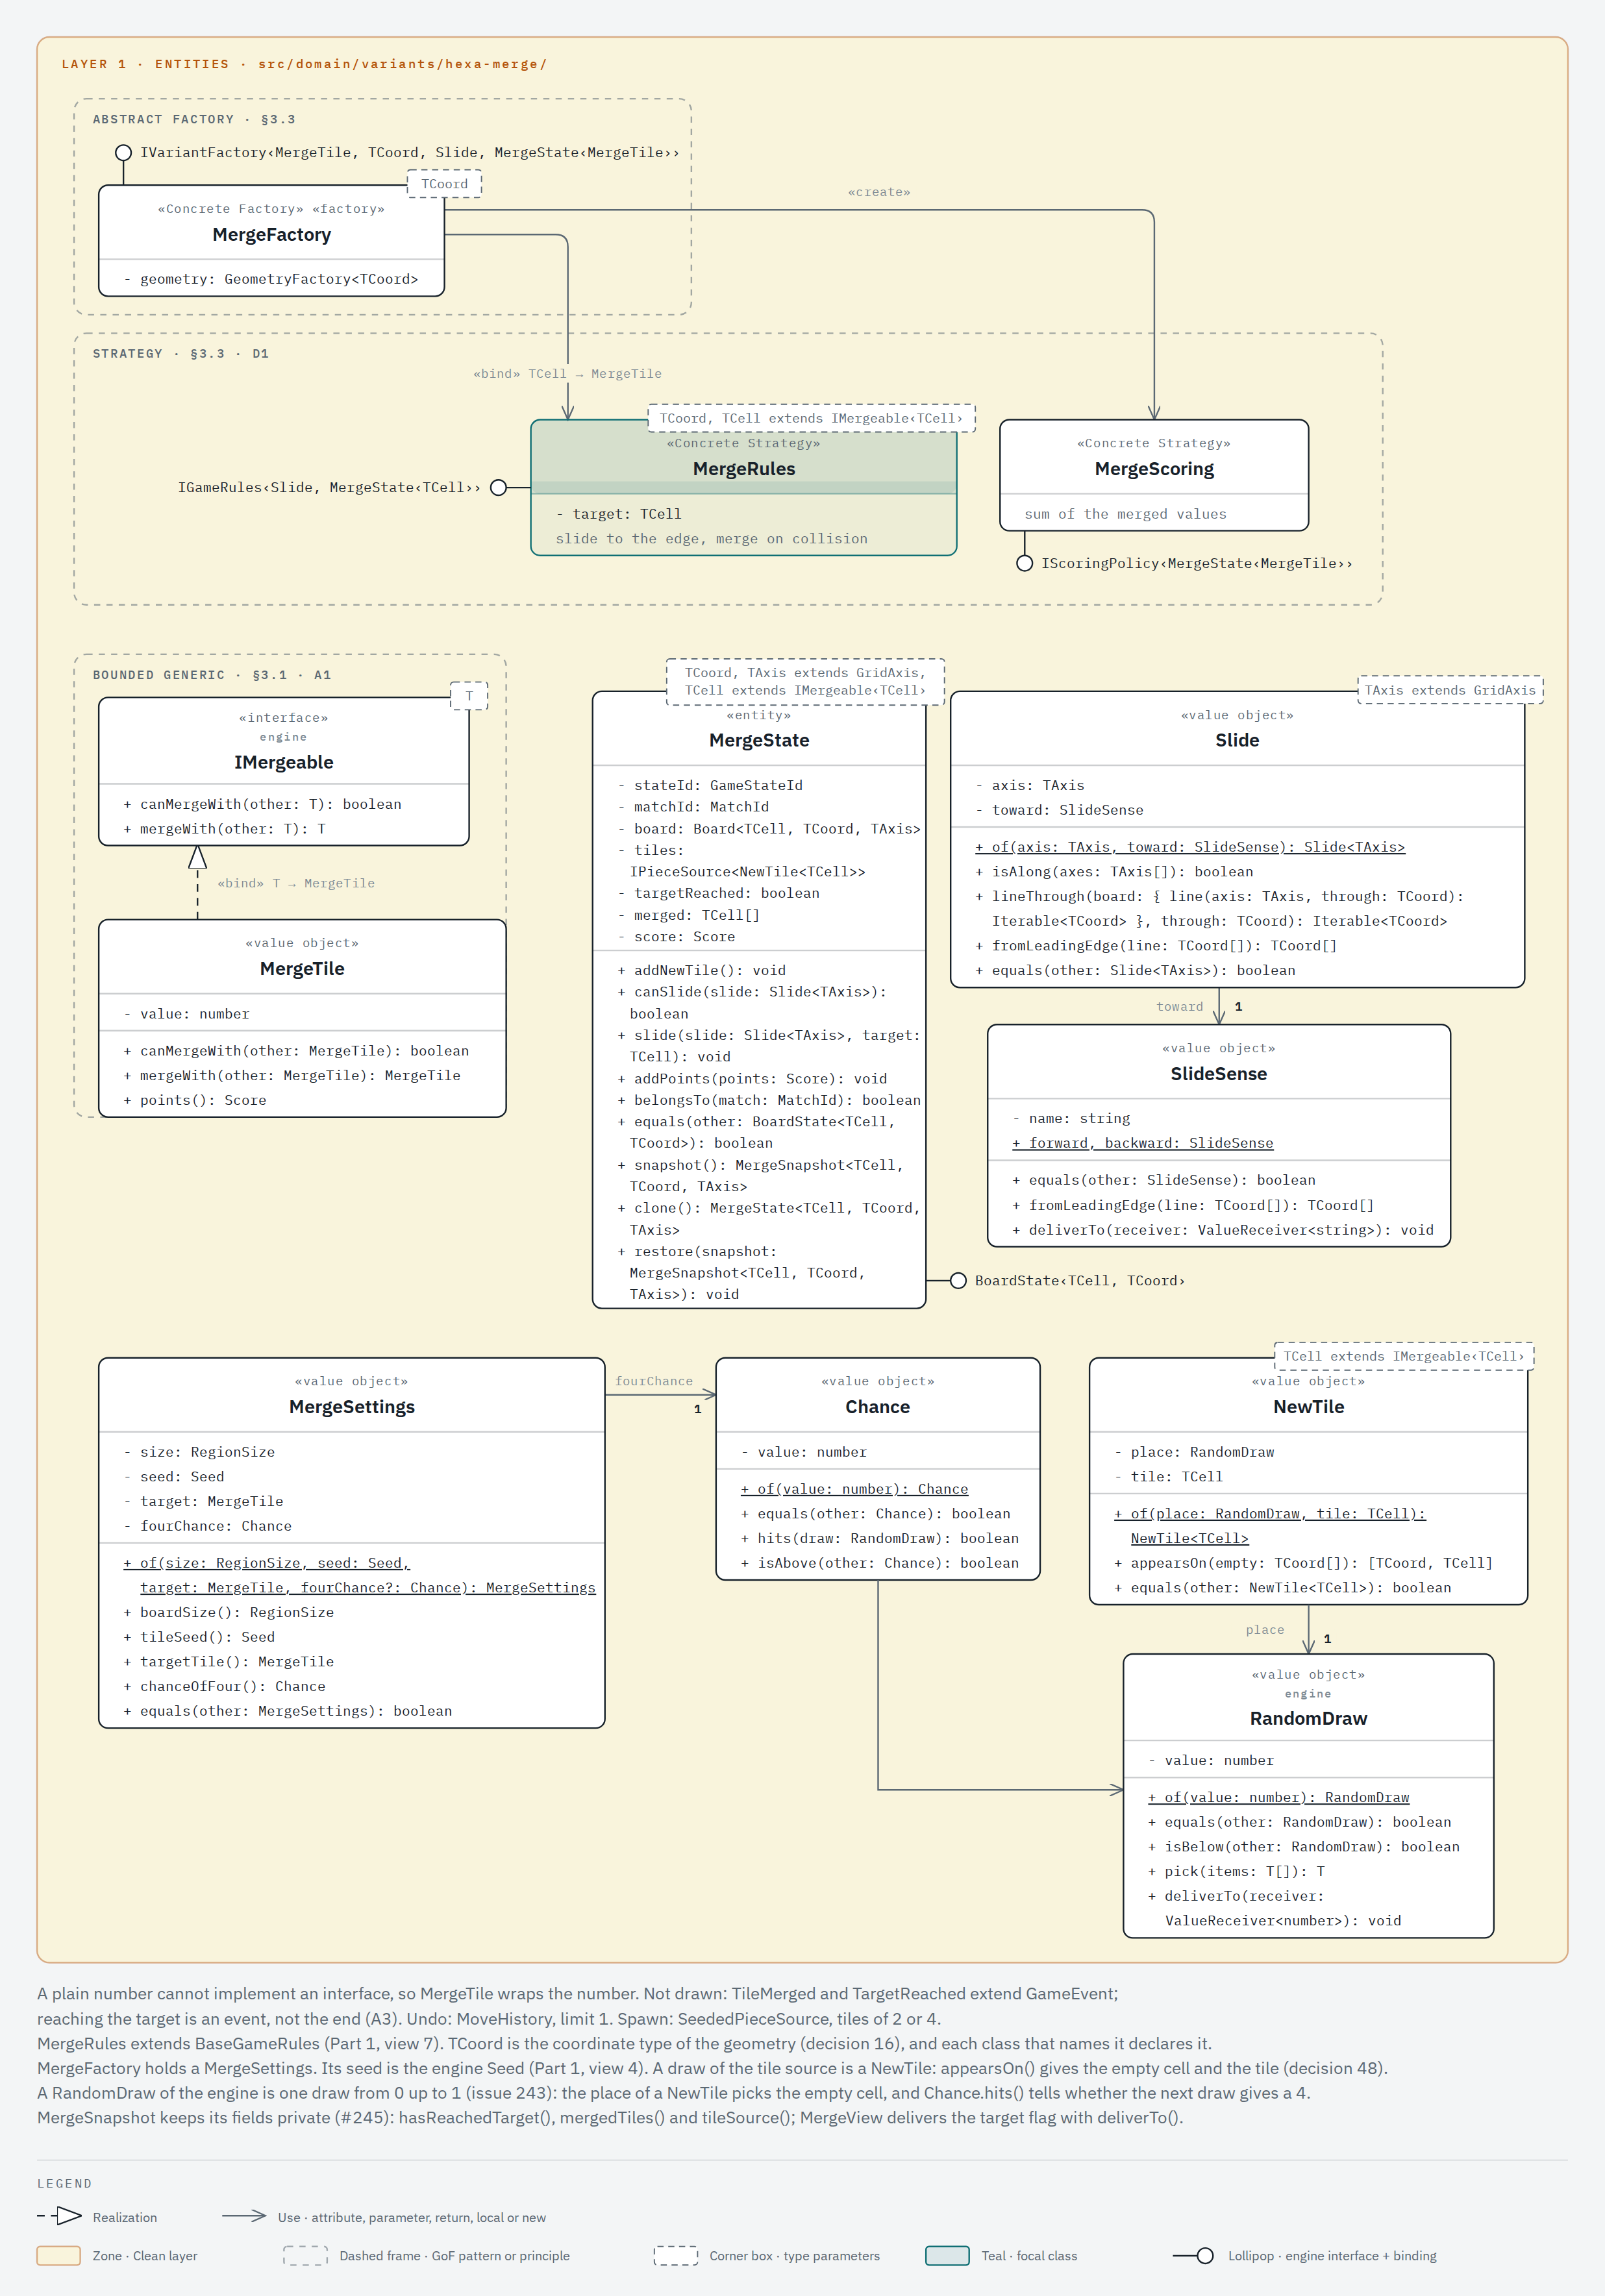 LAYER 1 · ENTITIES · src/domain/variants/hexa-merge/
ABSTRACT FACTORY · §3.3
IVariantFactory‹MergeTile, TCoord, Slide, MergeState‹MergeTile››
TCoord
«Concrete Factory» «factory»
MergeFactory
- geometry: GeometryFactory<TCoord>
«create»
STRATEGY · §3.3 · D1
«bind» TCell → MergeTile
TCoord, TCell extends IMergeable‹TCell›
«Concrete Strategy»
MergeRules
- target: TCell
slide to the edge, merge on collision
IGameRules‹Slide, MergeState‹TCell››
«Concrete Strategy»
MergeScoring
sum of the merged values
IScoringPolicy‹MergeState‹MergeTile››
BOUNDED GENERIC · §3.1 · A1
T
«interface»
engine
IMergeable
+ canMergeWith(other: T): boolean
+ mergeWith(other: T): T
«bind» T → MergeTile
«value object»
MergeTile
- value: number
+ canMergeWith(other: MergeTile): boolean
+ mergeWith(other: MergeTile): MergeTile
+ points(): Score
TCoord, TAxis extends GridAxis,
TCell extends IMergeable‹TCell›
«entity»
MergeState
- stateId: GameStateId
- matchId: MatchId
- board: Board<TCell, TCoord, TAxis>
- tiles:
IPieceSource<NewTile<TCell>>
- targetReached: boolean
- merged: TCell[]
- score: Score
+ addNewTile(): void
+ canSlide(slide: Slide<TAxis>):
boolean
+ slide(slide: Slide<TAxis>, target:
TCell): void
+ addPoints(points: Score): void
+ belongsTo(match: MatchId): boolean
+ equals(other: BoardState<TCell,
TCoord>): boolean
+ snapshot(): MergeSnapshot<TCell,
TCoord, TAxis>
+ clone(): MergeState<TCell, TCoord,
TAxis>
+ restore(snapshot:
MergeSnapshot<TCell, TCoord,
TAxis>): void
BoardState‹TCell, TCoord›
TAxis extends GridAxis
«value object»
Slide
- axis: TAxis
- toward: SlideSense
+ of(axis: TAxis, toward: SlideSense): Slide<TAxis>
+ isAlong(axes: TAxis[]): boolean
+ lineThrough(board: { line(axis: TAxis, through: TCoord):
Iterable<TCoord> }, through: TCoord): Iterable<TCoord>
+ fromLeadingEdge(line: TCoord[]): TCoord[]
+ equals(other: Slide<TAxis>): boolean
toward 1
«value object»
SlideSense
- name: string
+ forward, backward: SlideSense
+ equals(other: SlideSense): boolean
+ fromLeadingEdge(line: TCoord[]): TCoord[]
+ deliverTo(receiver: ValueReceiver<string>): void
«value object»
MergeSettings
- size: RegionSize
- seed: Seed
- target: MergeTile
- fourChance: Chance
+ of(size: RegionSize, seed: Seed,
target: MergeTile, fourChance?: Chance): MergeSettings
+ boardSize(): RegionSize
+ tileSeed(): Seed
+ targetTile(): MergeTile
+ chanceOfFour(): Chance
+ equals(other: MergeSettings): boolean
fourChance
1
«value object»
Chance
- value: number
+ of(value: number): Chance
+ equals(other: Chance): boolean
+ hits(draw: RandomDraw): boolean
+ isAbove(other: Chance): boolean
TCell extends IMergeable‹TCell›
«value object»
NewTile
- place: RandomDraw
- tile: TCell
+ of(place: RandomDraw, tile: TCell):
NewTile<TCell>
+ appearsOn(empty: TCoord[]): [TCoord, TCell]
+ equals(other: NewTile<TCell>): boolean
place 1
«value object»
engine
RandomDraw
- value: number
+ of(value: number): RandomDraw
+ equals(other: RandomDraw): boolean
+ isBelow(other: RandomDraw): boolean
+ pick(items: T[]): T
+ deliverTo(receiver:
ValueReceiver<number>): void
A plain number cannot implement an interface, so MergeTile wraps the number. Not drawn: TileMerged and TargetReached extend GameEvent;
reaching the target is an event, not the end (A3). Undo: MoveHistory, limit 1. Spawn: SeededPieceSource, tiles of 2 or 4.
MergeRules extends BaseGameRules (Part 1, view 7). TCoord is the coordinate type of the geometry (decision 16), and each class that names it declares it.
MergeFactory holds a MergeSettings. Its seed is the engine Seed (Part 1, view 4). A draw of the tile source is a NewTile: appearsOn() gives the empty cell and the tile (decision 48).
A RandomDraw of the engine is one draw from 0 up to 1 (issue 243): the place of a NewTile picks the empty cell, and Chance.hits() tells whether the next draw gives a 4.
MergeSnapshot keeps its fields private (#245): hasReachedTarget(), mergedTiles() and tileSource(); MergeView delivers the target flag with deliverTo().
LEGEND
Realization
Use · attribute, parameter, return, local or new
Zone · Clean layer
Dashed frame · GoF pattern or principle
Corner box · type parameters
Teal · focal class
Lollipop · engine interface + binding